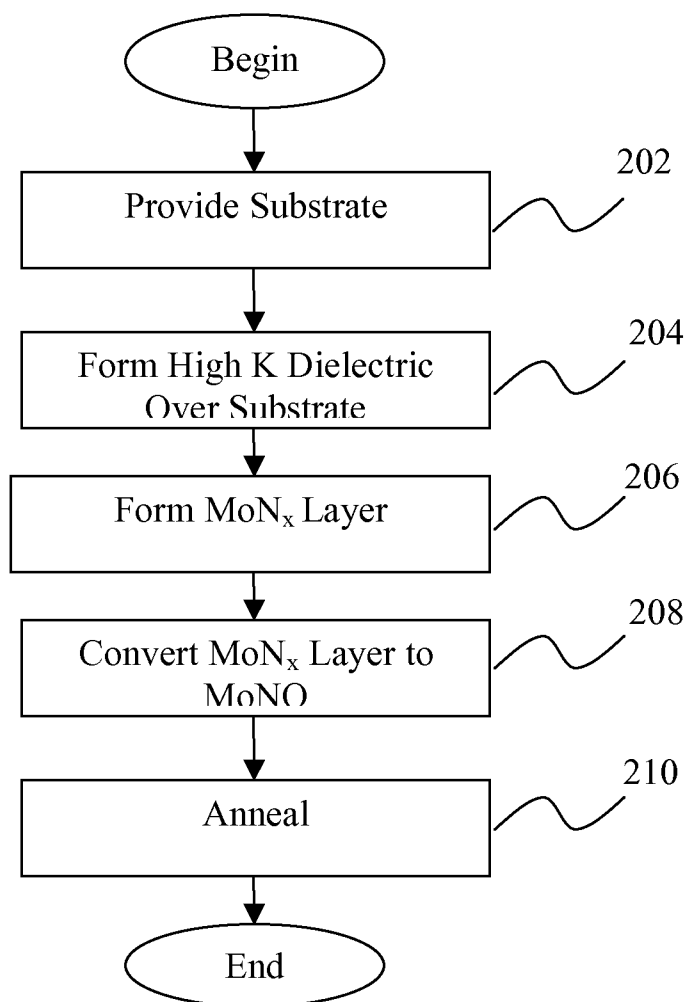 Begin
Provide Substrate
202
Form High K Dielectric
Over Substrate
204
Form MoNₓ Layer
206
Convert MoNₓ Layer to
MoNO
208
Anneal
210
End